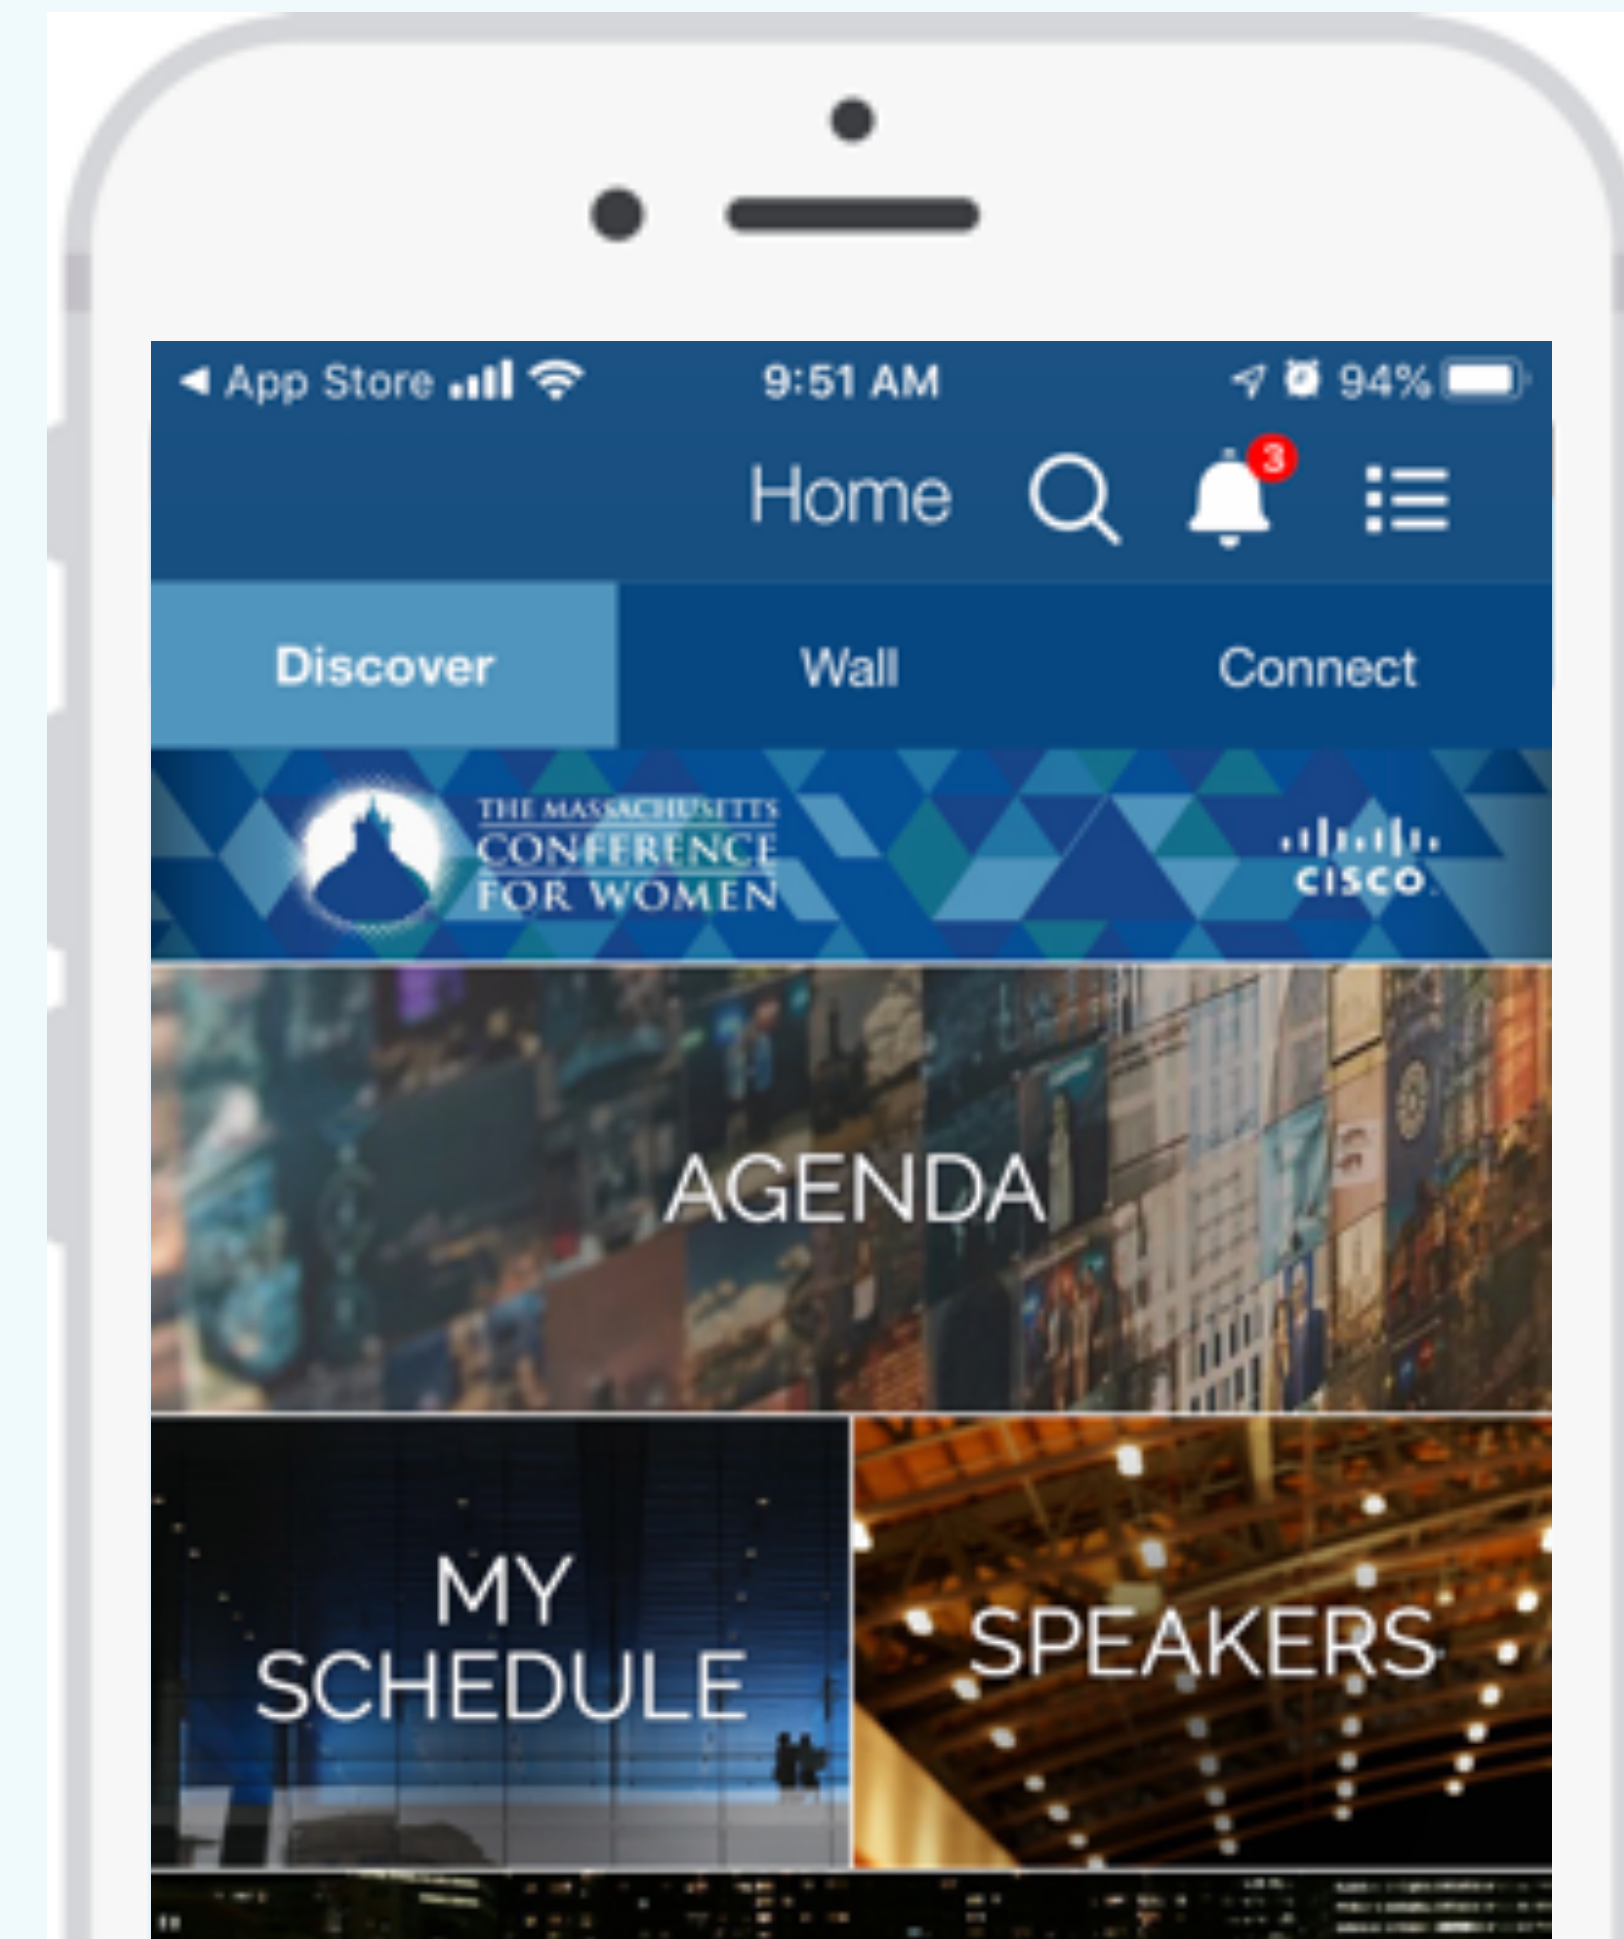 App Store
9:51 AM
94%
Home
3
Discover
Wall
Connect
THE MASSACHUSETTS
CONFERENCE
FOR WOMEN
CISCO
AGENDA
MY
SCHEDULE
SPEAKERS